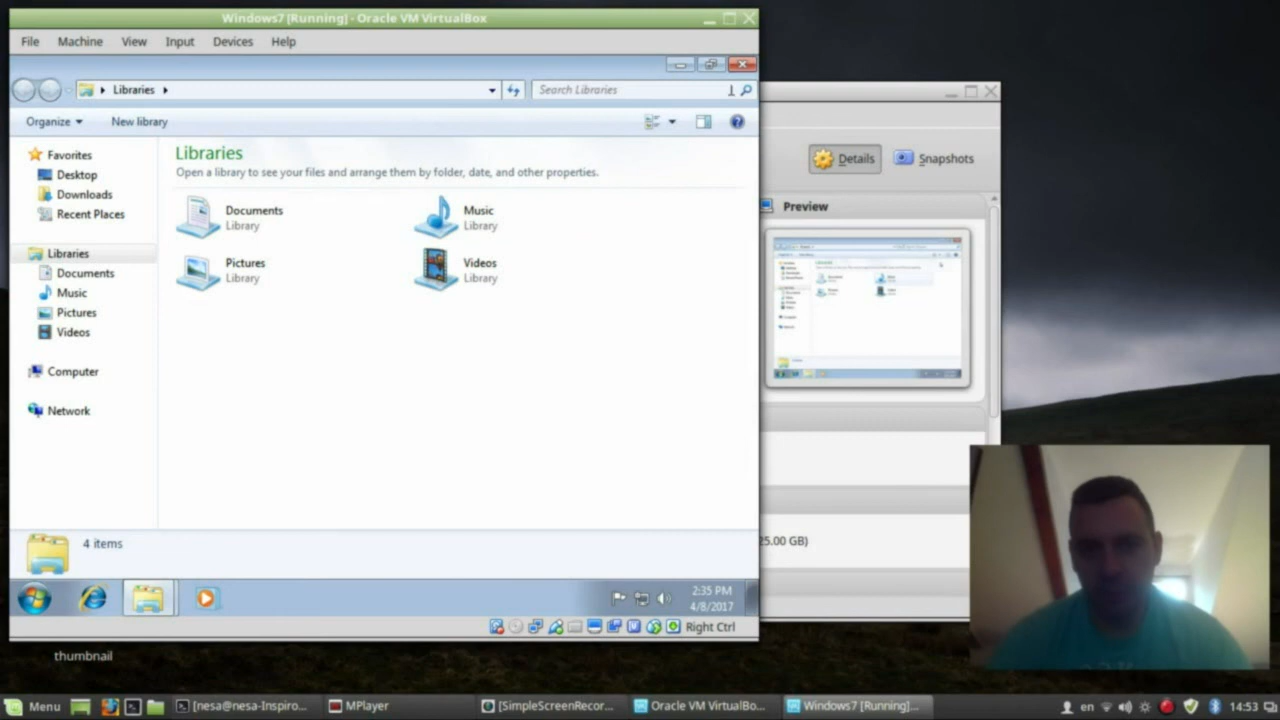 Windows7 [Running] - Oracle VM VirtualBox
File Machine View Input Devices Help
Libraries
Search Libraries
Organize New library
Details Snapshots
Preview
Favorites
Desktop
Downloads
Recent Places
Libraries
Documents
Music
Pictures
Videos
Computer
Network
Libraries
Open a library to see your files and arrange them by folder, date, and other properties.
Documents
Library
Music
Library
Pictures
Library
Videos
Library
4 items
25.00 GB)
2:35 PM
4/8/2017
Right Ctrl
thumbnail
Menu [nesa@nesa-Inspiro... MPlayer [SimpleScreenRecor... Oracle VM VirtualBo... Windows7 [Running]... en 14:53